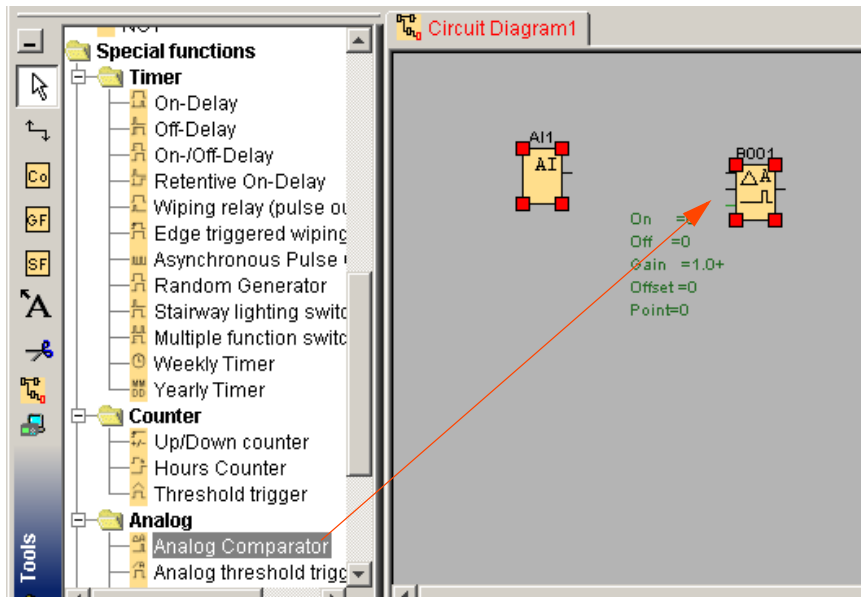 NOT
Special functions
Timer
On-Delay
Off-Delay
On-/Off-Delay
Retentive On-Delay
Wiping relay (pulse ou
Edge triggered wiping
Asynchronous Pulse
Random Generator
Stairway lighting switc
Multiple function switc
Weekly Timer
MM
DD
Yearly Timer
Counter
Up/Down counter
Hours Counter
Threshold trigger
Analog
Analog Comparator
Analog threshold trigg
Co
GF
SF
A
Tools
Circuit Diagram1
AI1
AI
B001
△A
On =0
Off =0
Gain =1.0+
Offset =0
Point=0